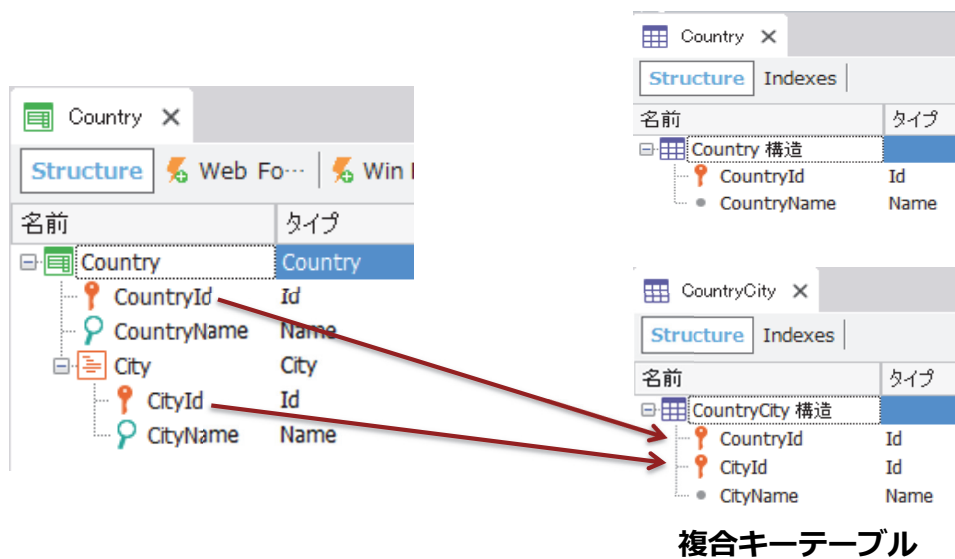 Country
Structure Web Fo… Win
名前 タイプ
Country Country
CountryId Id
CountryName Name
City City
CityId Id
CityName Name
Country
Structure Indexes
名前 タイプ
Country 構造
CountryId Id
CountryName Name
CountryCity
Structure Indexes
名前 タイプ
CountryCity 構造
CountryId Id
CityId Id
CityName Name
複合キーテーブル